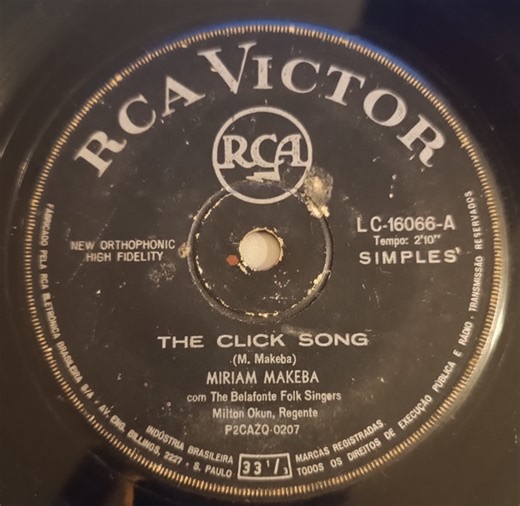 RCA VICTOR
RCA
LC-16066-A
Tempo: 2'10"
SIMPLES
NEW ORTHOPHONIC
HIGH FIDELITY
THE CLICK SONG
(M. Makeba)
MIRIAM MAKEBA
com The Belafonte Folk Singers
Milton Okun, Regente
P2CAZO-0207
FABRICADO PELA RCA ELETRÔNICA BRASILEIRA S/A / AV. ENG. BILLINGS, 2227 - S. PAULO
INDÚSTRIA BRASILEIRA
33 1/3
MARCAS REGISTRADAS
TODOS OS DIREITOS DE EXECUÇÃO PÚBLICA E RÁDIO-TRANSMISSÃO RESERVADOS